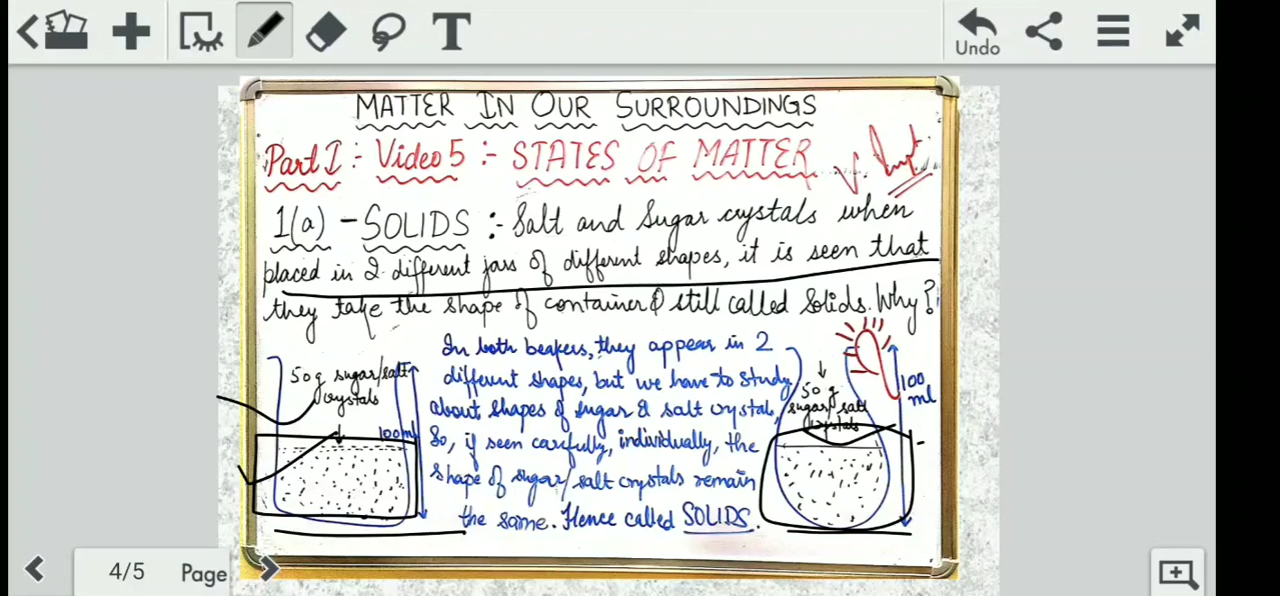 Undo
MATTER IN OUR SURROUNDINGS
Part I :- Video 5 :- STATES OF MATTER V. Impt.
1(a) - SOLIDS :- Salt and Sugar crystals when
placed in 2 different jars of different shapes, it is seen that
they take the shape of container & still called Solids. Why?
In both beakers, they appear in 2
different shapes, but we have to study
about shapes of sugar & salt crystal,
So, if seen carefully, individually, the
shape of sugar/salt crystals remain
the same. Hence called SOLIDS.
50 g sugar/salt
crystals
100ml
50 g
sugar/salt
crystals
100
ml
4/5 Page